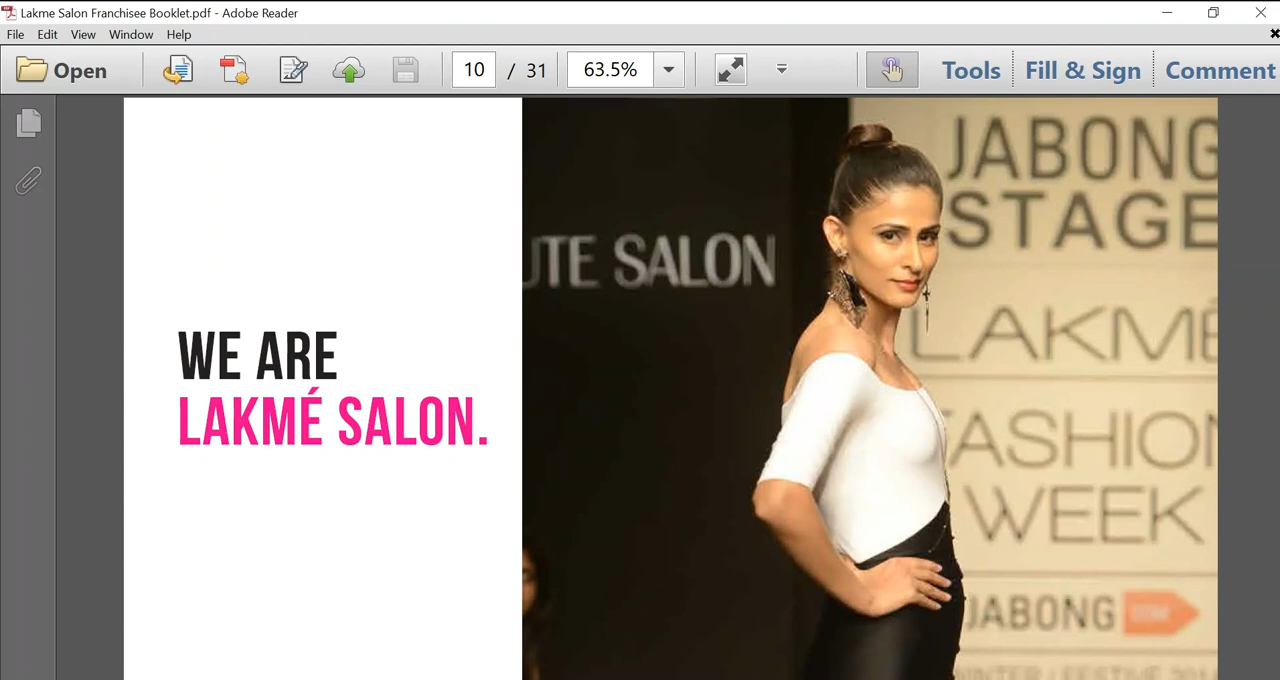 Lakme Salon Franchisee Booklet.pdf - Adobe Reader
File Edit View Window Help
Open 10 / 31 63.5% Tools Fill & Sign Comment
WE ARE
LAKMÉ SALON.
UTE SALON
JABONG
STAGE
LAKMÉ
FASHION
WEEK
JABONG